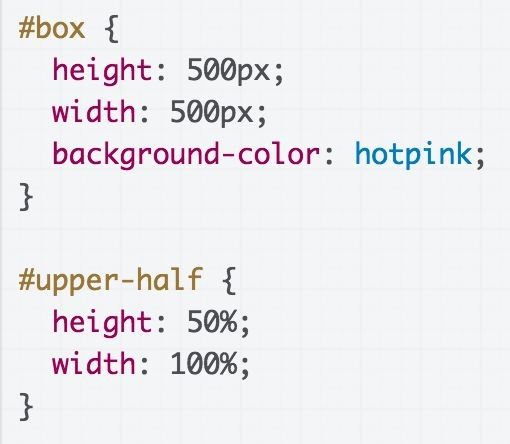 #box {
  height: 500px;
  width: 500px;
  background-color: hotpink;
}

#upper-half {
  height: 50%;
  width: 100%;
}